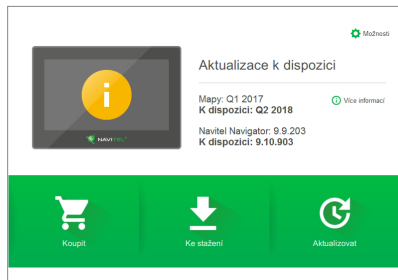 Možnosti
Aktualizace k dispozici
Mapy: Q1 2017
K dispozici: Q2 2018
Více informací
Navitel Navigator: 9.9.203
K dispozici: 9.10.903
NAVITEL
Koupit
Ke stažení
Aktualizovat